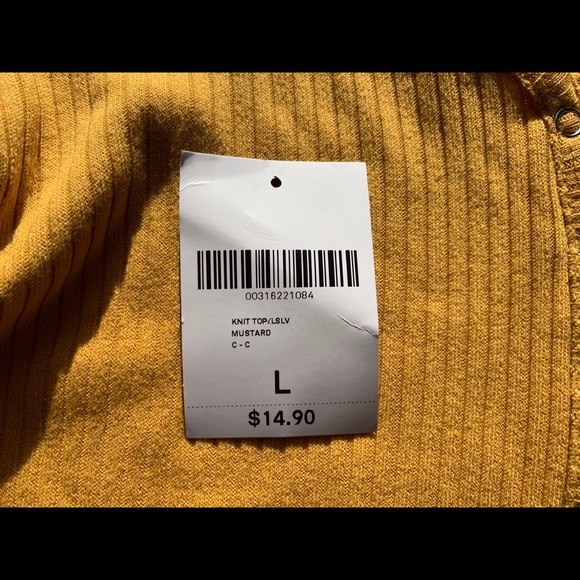 00316221084
KNIT TOP/LSLV
MUSTARD
C - C
L
$14.90